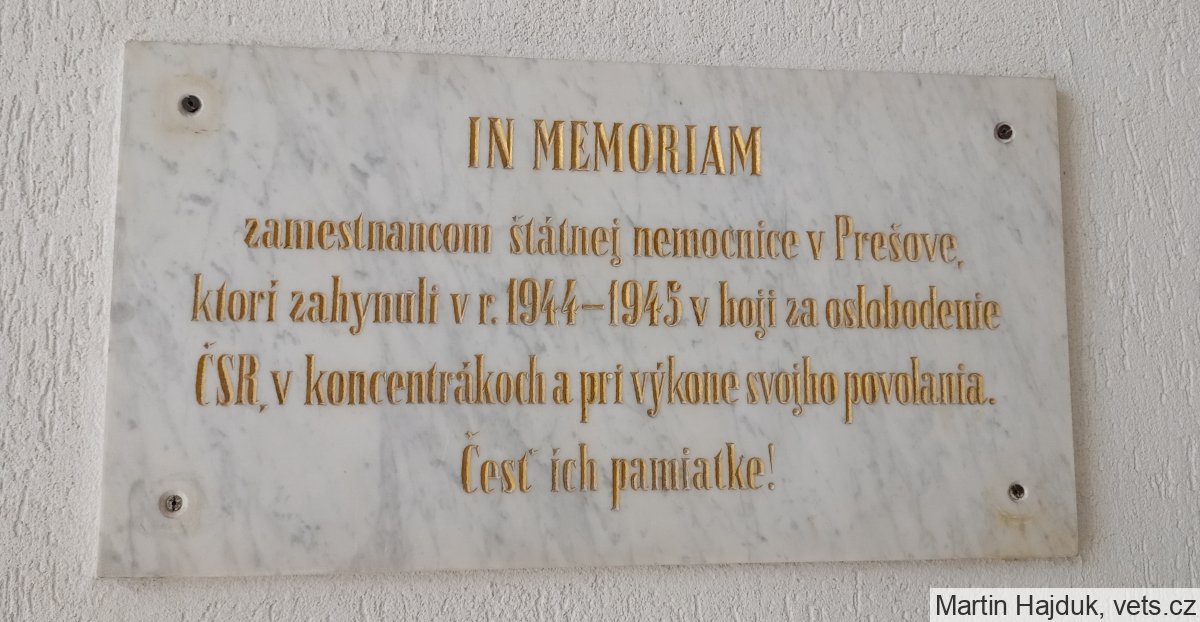 IN MEMORIAM
zamestnancom štátnej nemocnice v Prešove,
ktorí zahynuli v r. 1944-1945 v boji za oslobodenie
ČSR, v koncentrákoch a pri výkone svojho povolania.
Česť ich pamiatke!
Martin Hajduk, vets.cz